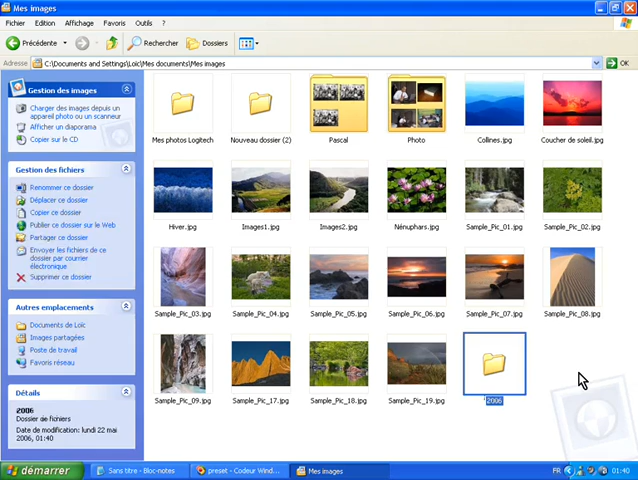 Mes images
Fichier Edition Affichage Favoris Outils ?
Précédente Rechercher Dossiers
Adresse C:\Documents and Settings\Loic\Mes documents\Mes images OK
Gestion des images
Charger des images depuis un
appareil photo ou un scanneur
Afficher un diaporama
Copier sur le CD
Gestion des fichiers
Renommer ce dossier
Déplacer ce dossier
Copier ce dossier
Publier ce dossier sur le Web
Partager ce dossier
Envoyer les fichiers de ce
dossier par courrier
électronique
Supprimer ce dossier
Autres emplacements
Documents de Loïc
Images partagées
Poste de travail
Favoris réseau
Détails
2006
Dossier de fichiers
Date de modification: lundi 22 mai
2006, 01:40
Mes photos Logitech Nouveau dossier (2) Pascal Photo Collines.jpg Coucher de soleil.jpg
Hiver.jpg Images1.jpg Images2.jpg Nénuphars.jpg Sample_Pic_01.jpg Sample_Pic_02.jpg
Sample_Pic_03.jpg Sample_Pic_04.jpg Sample_Pic_05.jpg Sample_Pic_06.jpg Sample_Pic_07.jpg Sample_Pic_08.jpg
Sample_Pic_09.jpg Sample_Pic_17.jpg Sample_Pic_18.jpg Sample_Pic_19.jpg 2006
démarrer Sans titre - Bloc-notes preset - Codeur Wind... Mes images FR 01:40